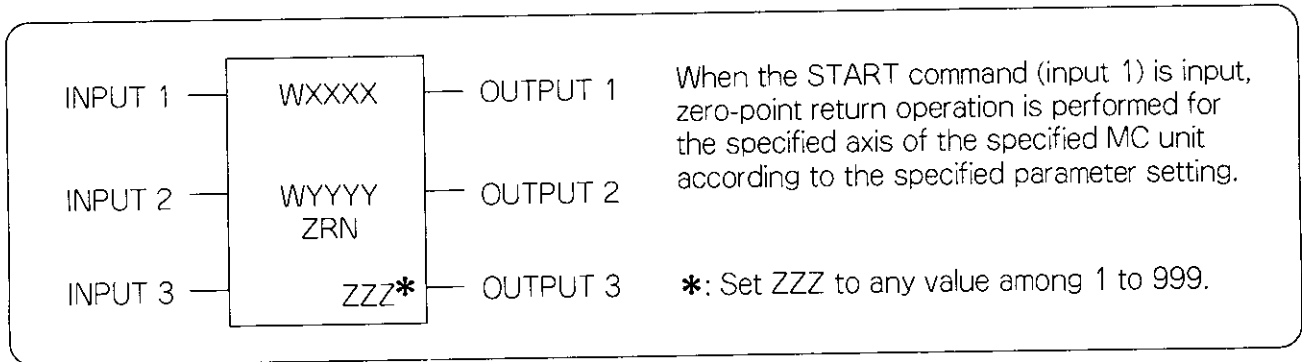 INPUT 1 WXXXX OUTPUT 1
INPUT 2 WYYYY OUTPUT 2
ZRN
INPUT 3 ZZZ* OUTPUT 3
When the START command (input 1) is input,
zero-point return operation is performed for
the specified axis of the specified MC unit
according to the specified parameter setting.
*: Set ZZZ to any value among 1 to 999.